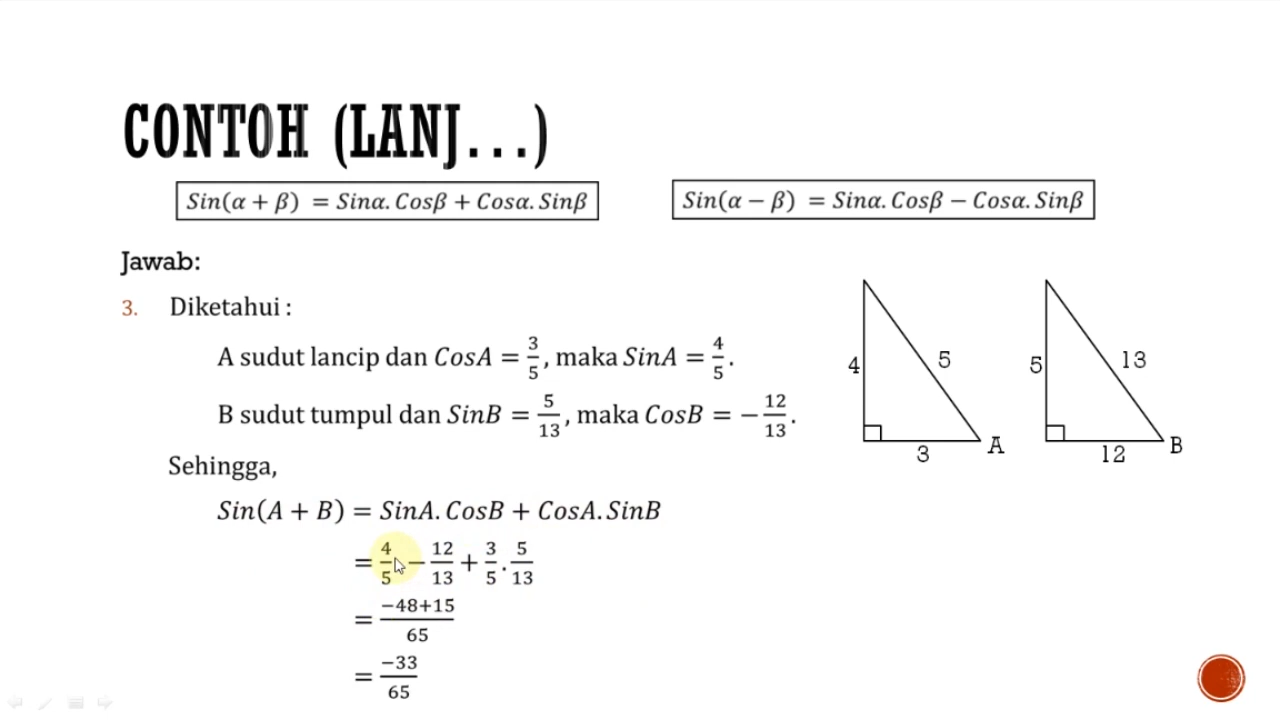 CONTOH (LANJ...)
Sin(α + β) = Sinα. Cosβ + Cosα. Sinβ
Sin(α − β) = Sinα. Cosβ − Cosα. Sinβ
Jawab:
3. Diketahui :
A sudut lancip dan CosA = 3/5, maka SinA = 4/5.
B sudut tumpul dan SinB = 5/13, maka CosB = −12/13.
Sehingga,
Sin(A + B) = SinA. CosB + CosA. SinB
= 4/5 − 12/13 + 3/5 . 5/13
= −48+15/65
= −33/65
4
5
3
A
5
13
12
B